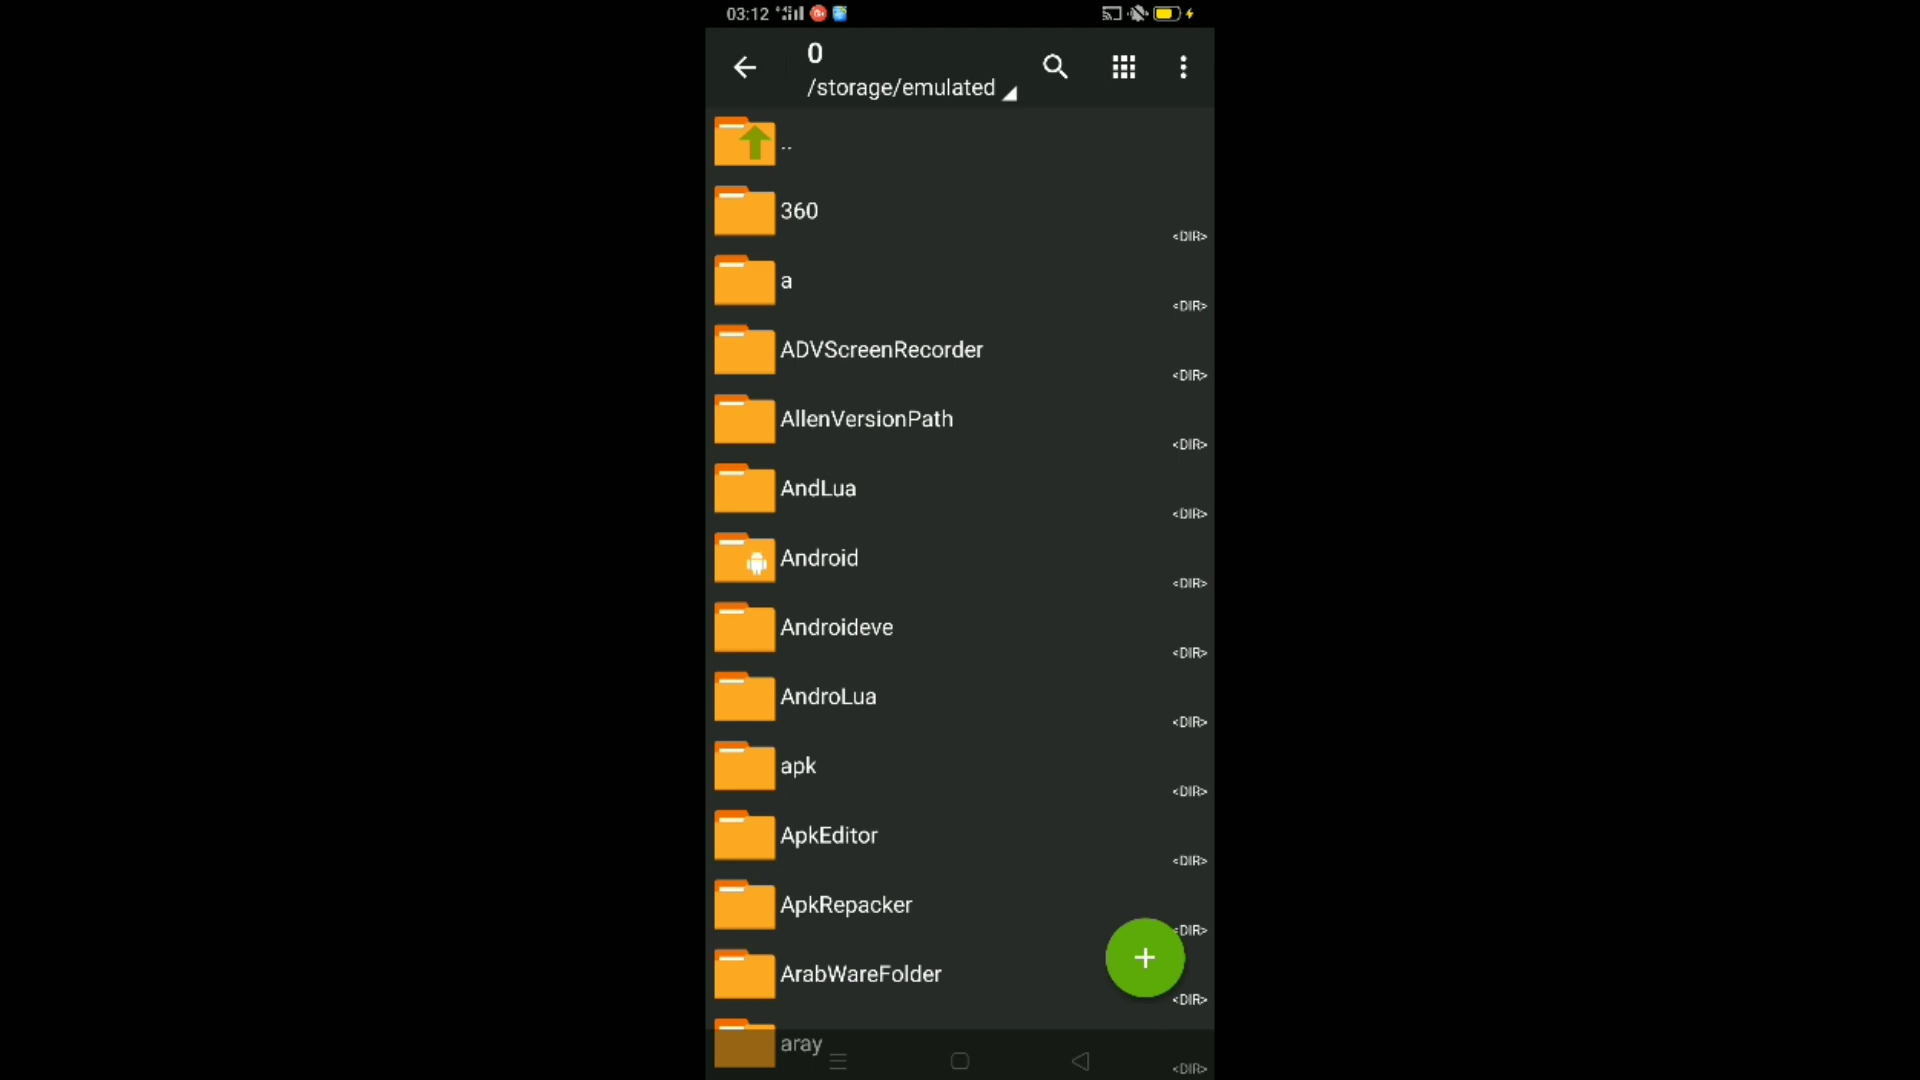 03:12
0
/storage/emulated
..
360
<DIR>
a
<DIR>
ADVScreenRecorder
<DIR>
AllenVersionPath
<DIR>
AndLua
<DIR>
Android
<DIR>
Androideve
<DIR>
AndroLua
<DIR>
apk
<DIR>
ApkEditor
<DIR>
ApkRepacker
<DIR>
ArabWareFolder
<DIR>
aray
<DIR>